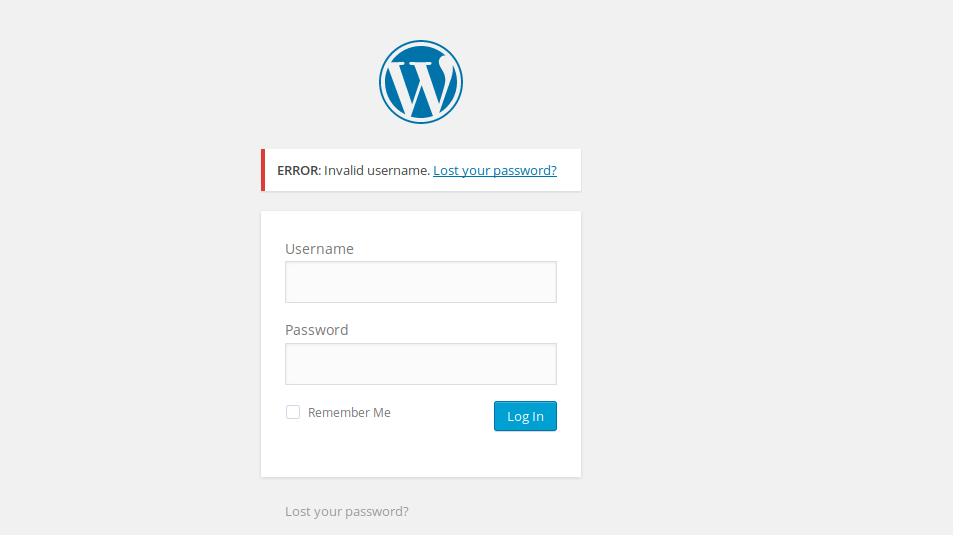 ERROR: Invalid username. Lost your password?
Username
Password
Remember Me
Log In
Lost your password?